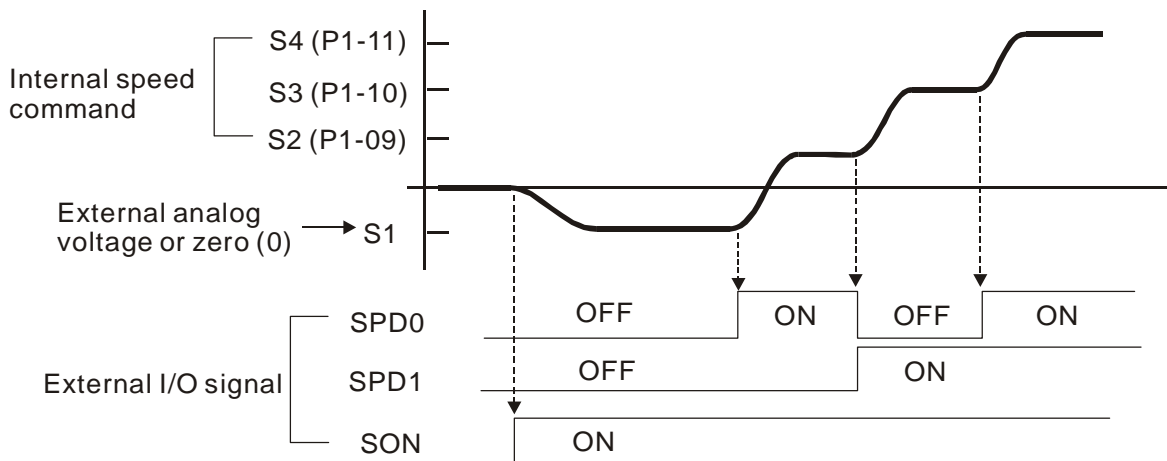 S4 (P1-11)
Internal speed
command
S3 (P1-10)
S2 (P1-09)
External analog
voltage or zero (0)
S1
SPD0
OFF
ON
OFF
ON
External I/O signal
SPD1
OFF
ON
SON
ON